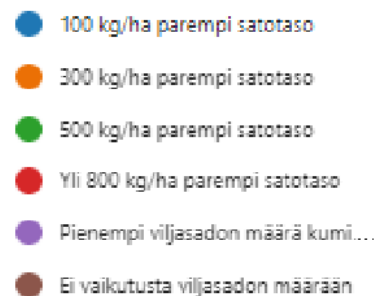 100 kg/ha parempi satotaso
300 kg/ha parempi satotaso
500 kg/ha parempi satotaso
Yli 800 kg/ha parempi satotaso
Pienempi viljasadon määrä kumi....
Ei vaikutusta viljasadon määrään